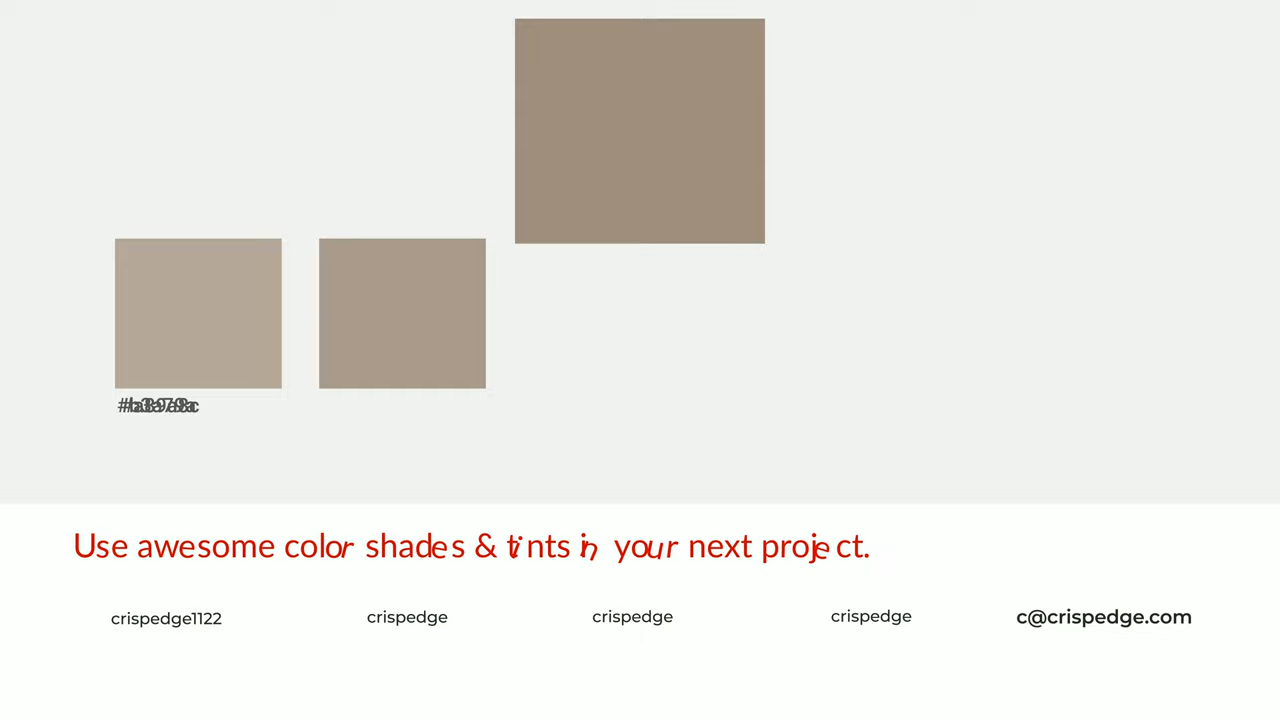 Use awesome color shades & tints in your next project.
crispedge1122 crispedge crispedge crispedge c@crispedge.com